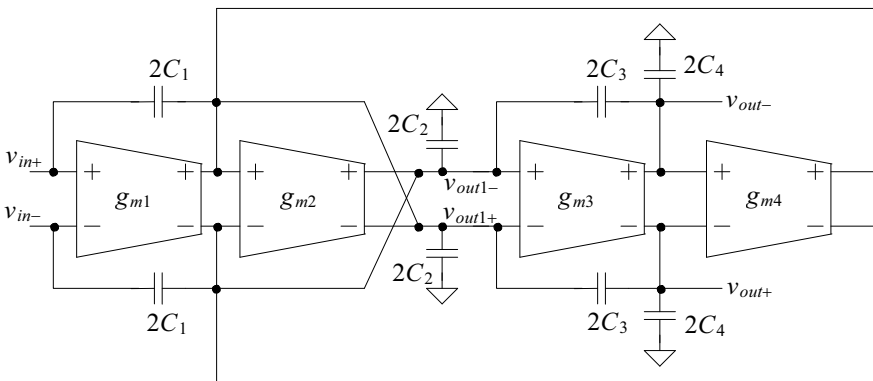 2C1
2C3
2C4
vout−
2C2
vin+
+ +
+ +
vout1−
+ +
+ +
gm1
gm2
gm3
gm4
vin−
− −
− −
vout1+
− −
− −
2C2
vout+
2C1
2C3
2C4